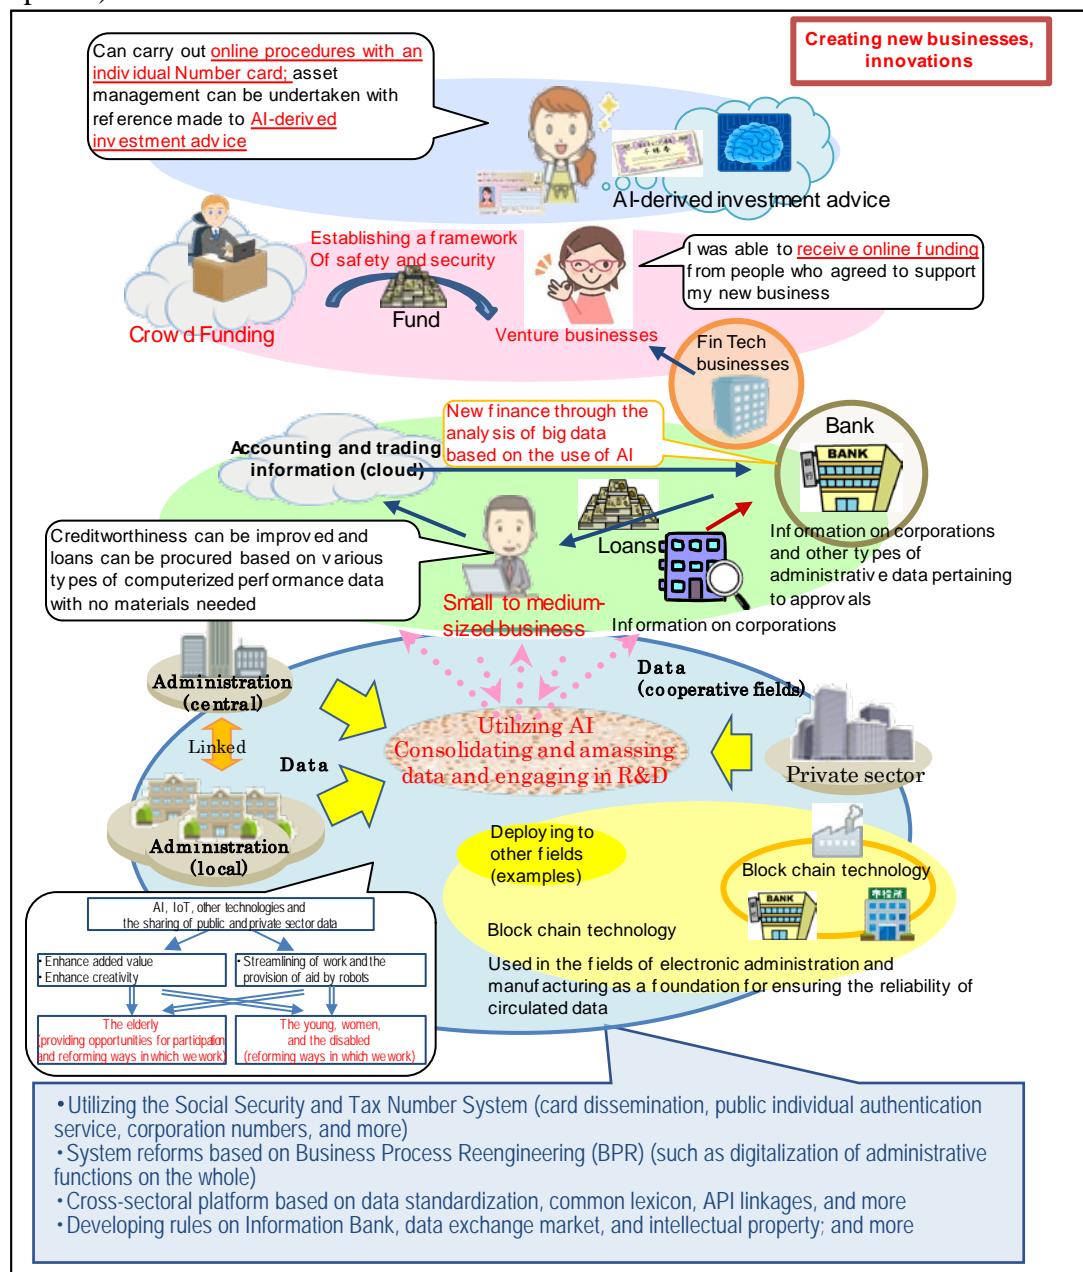 Creating new businesses,
innovations
Can carry out online procedures with an
individual Number card; asset
management can be undertaken with
reference made to AI-derived
investment advice
AI-derived investment advice
Establishing a framework
Of safety and security
Fund
Crowd Funding
Venture businesses
I was able to receive online funding
from people who agreed to support
my new business
Fin Tech
businesses
New finance through the
analysis of big data
based on the use of AI
Bank
BANK
銀行
Accounting and trading
information (cloud)
Loans
Creditworthiness can be improved and
loans can be procured based on various
types of computerized performance data
with no materials needed
Small to medium-
sized business
Information on corporations
and other types of
administrative data pertaining
to approvals
Information on corporations
Administration
(central)
Linked
Administration
(local)
Data
Data
(cooperative fields)
Utilizing AI
Consolidating and amassing
data and engaging in R&D
Private sector
Deploying to
other fields
(examples)
Block chain technology
BANK
市役所
Block chain technology
Used in the fields of electronic administration and
manufacturing as a foundation for ensuring the reliability of
circulated data
AI, IoT, other technologies and
the sharing of public and private sector data
・Enhance added value
・Enhance creativity
・Streamlining of work and the
provision of aid by robots
The elderly
(providing opportunities for participation
and reforming ways in which we work)
The young, women,
and the disabled
(reforming ways in which we work)
・Utilizing the Social Security and Tax Number System (card dissemination, public individual authentication
service, corporation numbers, and more)
・System reforms based on Business Process Reengineering (BPR) (such as digitalization of administrative
functions on the whole)
・Cross-sectoral platform based on data standardization, common lexicon, API linkages, and more
・Developing rules on Information Bank, data exchange market, and intellectual property; and more